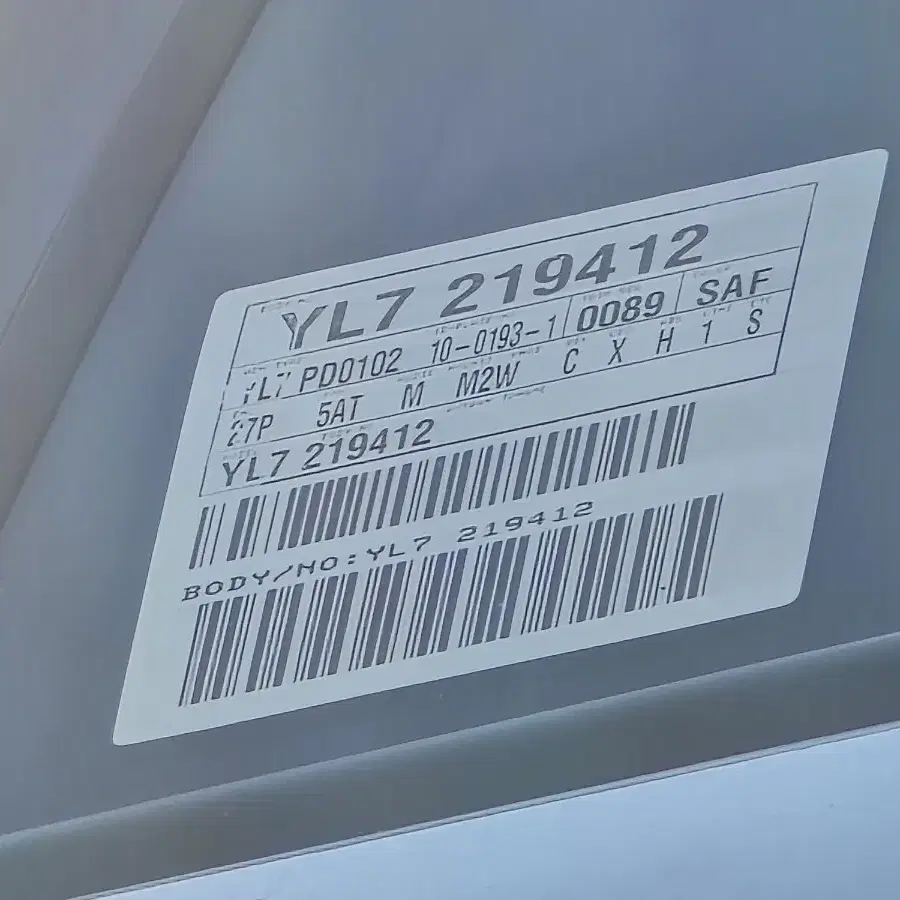 YL7 219412
YL7 PD0102 10-0193-1 0089 SAF
27P 5AT M M2W C X H 1 S
YL7 219412
BODY/NO:YL7 219412